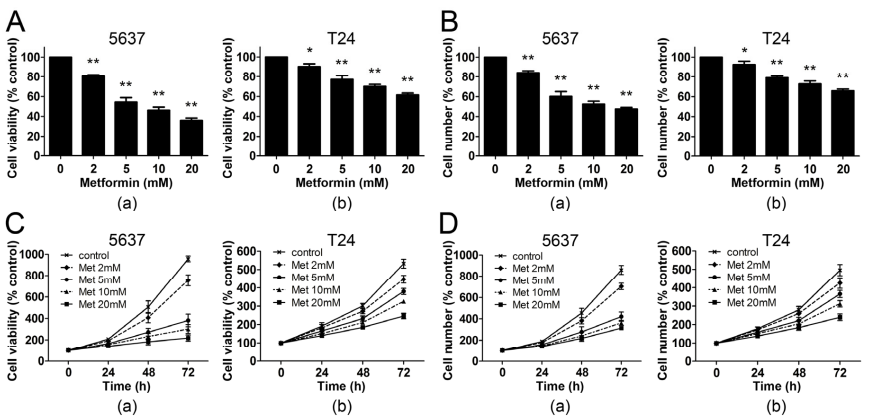 A
5637
Cell viability (% control)
100
80
60
40
20
0
**
**
**
**
0 2 5 10 20
Metformin (mM)
(a)
T24
Cell viability (% control)
100
80
60
40
20
0
*
**
**
**
0 2 5 10 20
Metformin (mM)
(b)
B
5637
Cell number (% control)
100
80
60
40
20
0
**
**
**
**
0 2 5 10 20
Metformin (mM)
(a)
T24
Cell number (% control)
100
80
60
40
20
0
*
**
**
**
0 2 5 10 20
Metformin (mM)
(b)
C
5637
Cell viability (% control)
1000
800
600
400
200
0
control
Met 2mM
Met 5mM
Met 10mM
Met 20mM
0 24 48 72
Time (h)
(a)
T24
Cell viability (% control)
600
500
400
300
200
100
0
control
Met 2mM
Met 5mM
Met 10mM
Met 20mM
0 24 48 72
Time (h)
(b)
D
5637
Cell number (% control)
1000
800
600
400
200
0
control
Met 2mM
Met 5mM
Met 10mM
Met 20mM
0 24 48 72
Time (h)
(a)
T24
Cell number (% control)
600
500
400
300
200
100
0
control
Met 2mM
Met 5mM
Met 10mM
Met 20mM
0 24 48 72
Time (h)
(b)